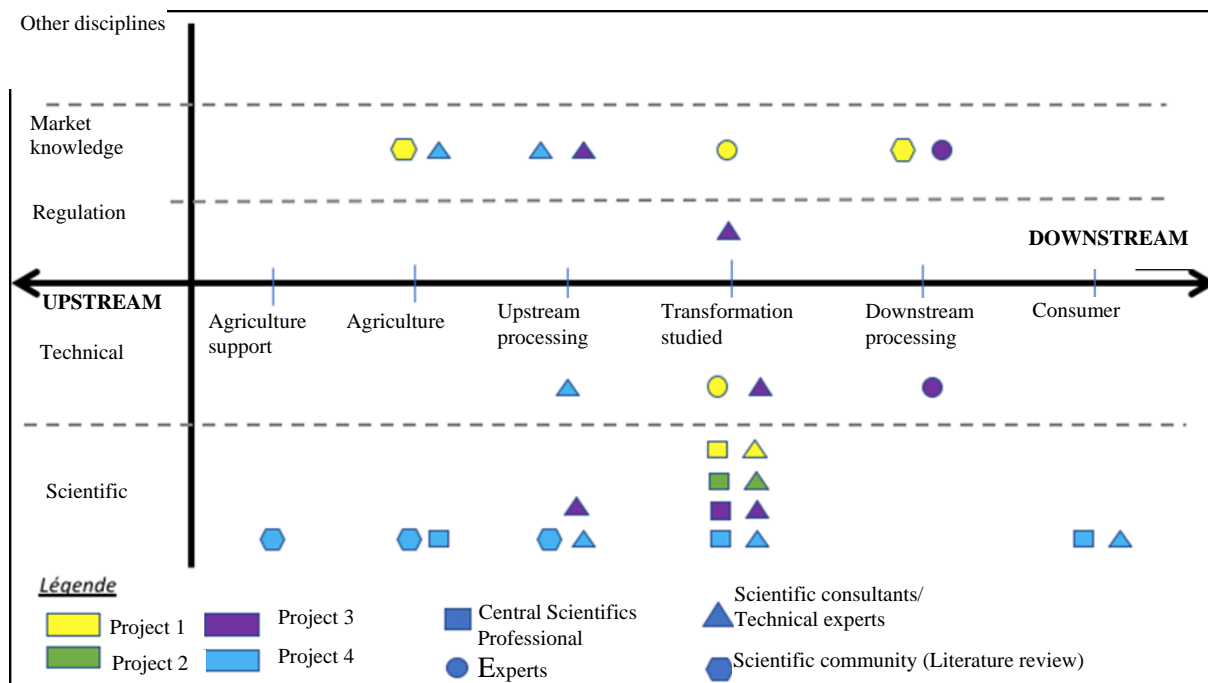 Other disciplines
Market
knowledge
Regulation
DOWNSTREAM
UPSTREAM
Agriculture
support
Agriculture
Upstream
processing
Transformation
studied
Downstream
processing
Consumer
Technical
Scientific
Légende
Project 1
Project 2
Project 3
Project 4
Central Scientifics
Professional
Experts
Scientific consultants/
Technical experts
Scientific community (Literature review)